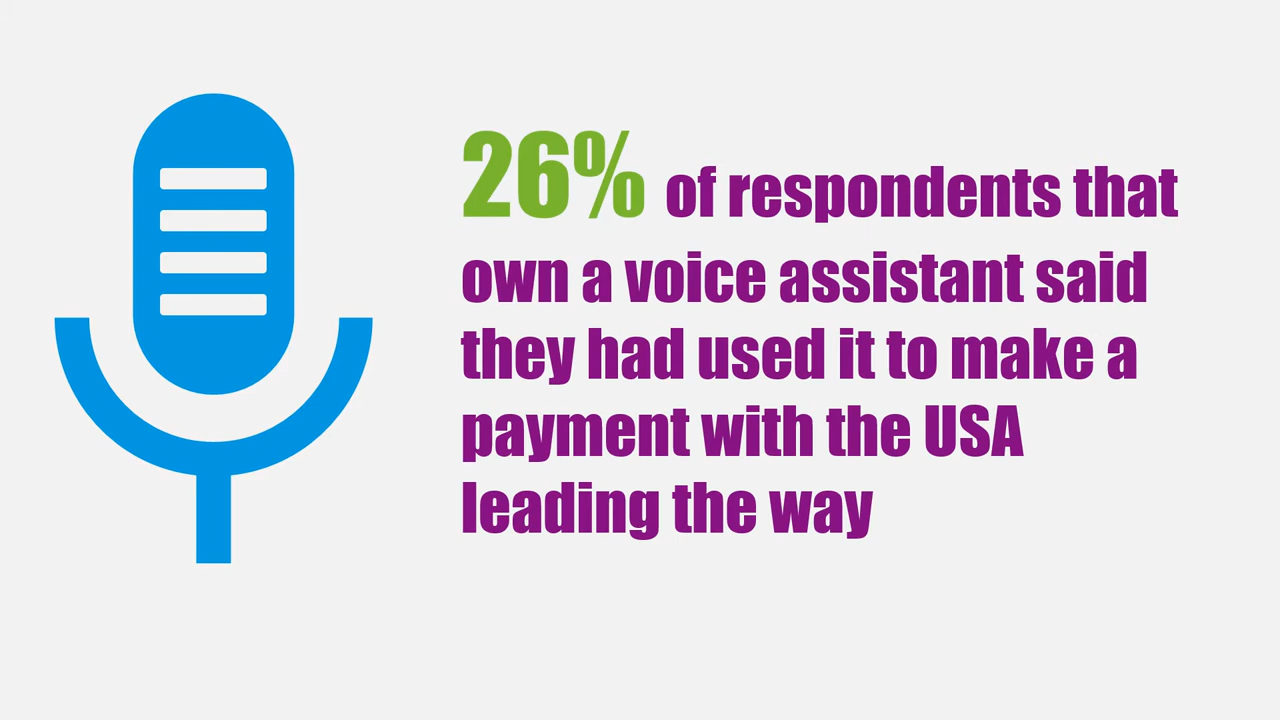 26% of respondents that
own a voice assistant said
they had used it to make a
payment with the USA
leading the way